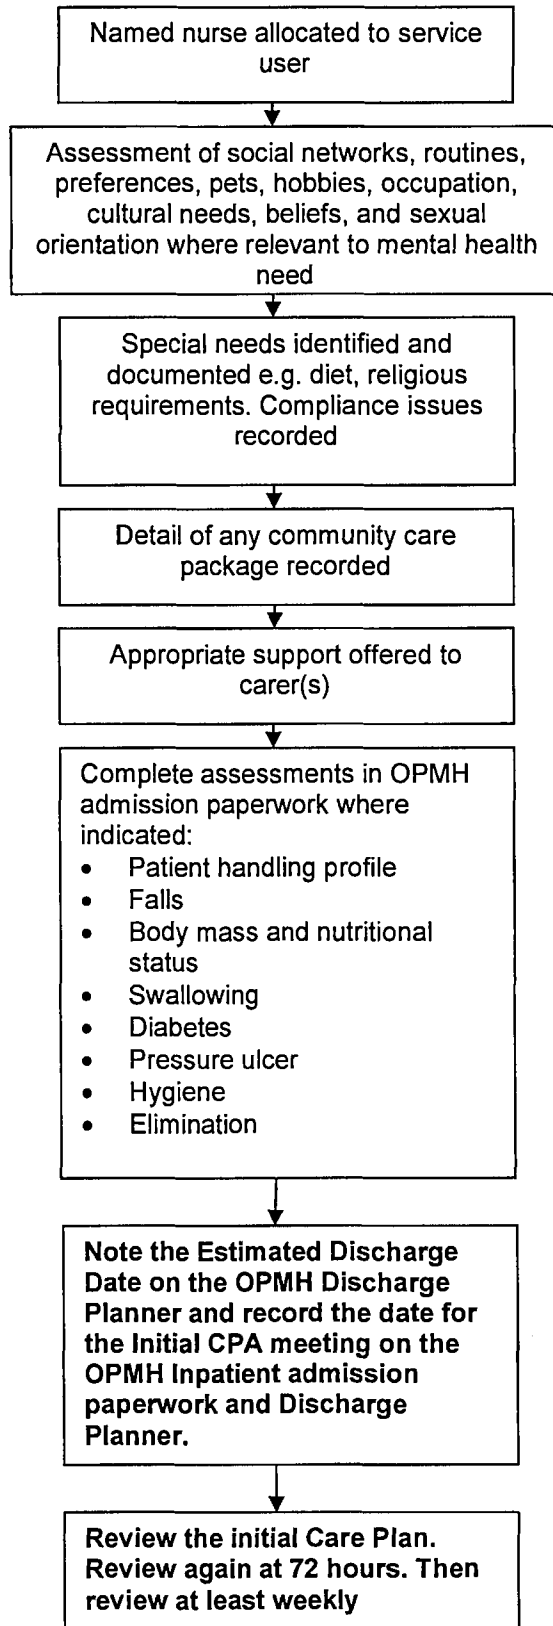 Named nurse allocated to service
user
Assessment of social networks, routines,
preferences, pets, hobbies, occupation,
cultural needs, beliefs, and sexual
orientation where relevant to mental health
need
Special needs identified and
documented e.g. diet, religious
requirements. Compliance issues
recorded
Detail of any community care
package recorded
Appropriate support offered to
carer(s)
Complete assessments in OPMH
admission paperwork where
indicated:
• Patient handling profile
• Falls
• Body mass and nutritional
status
• Swallowing
• Diabetes
• Pressure ulcer
• Hygiene
• Elimination
Note the Estimated Discharge
Date on the OPMH Discharge
Planner and record the date for
the Initial CPA meeting on the
OPMH Inpatient admission
paperwork and Discharge
Planner.
Review the initial Care Plan.
Review again at 72 hours. Then
review at least weekly